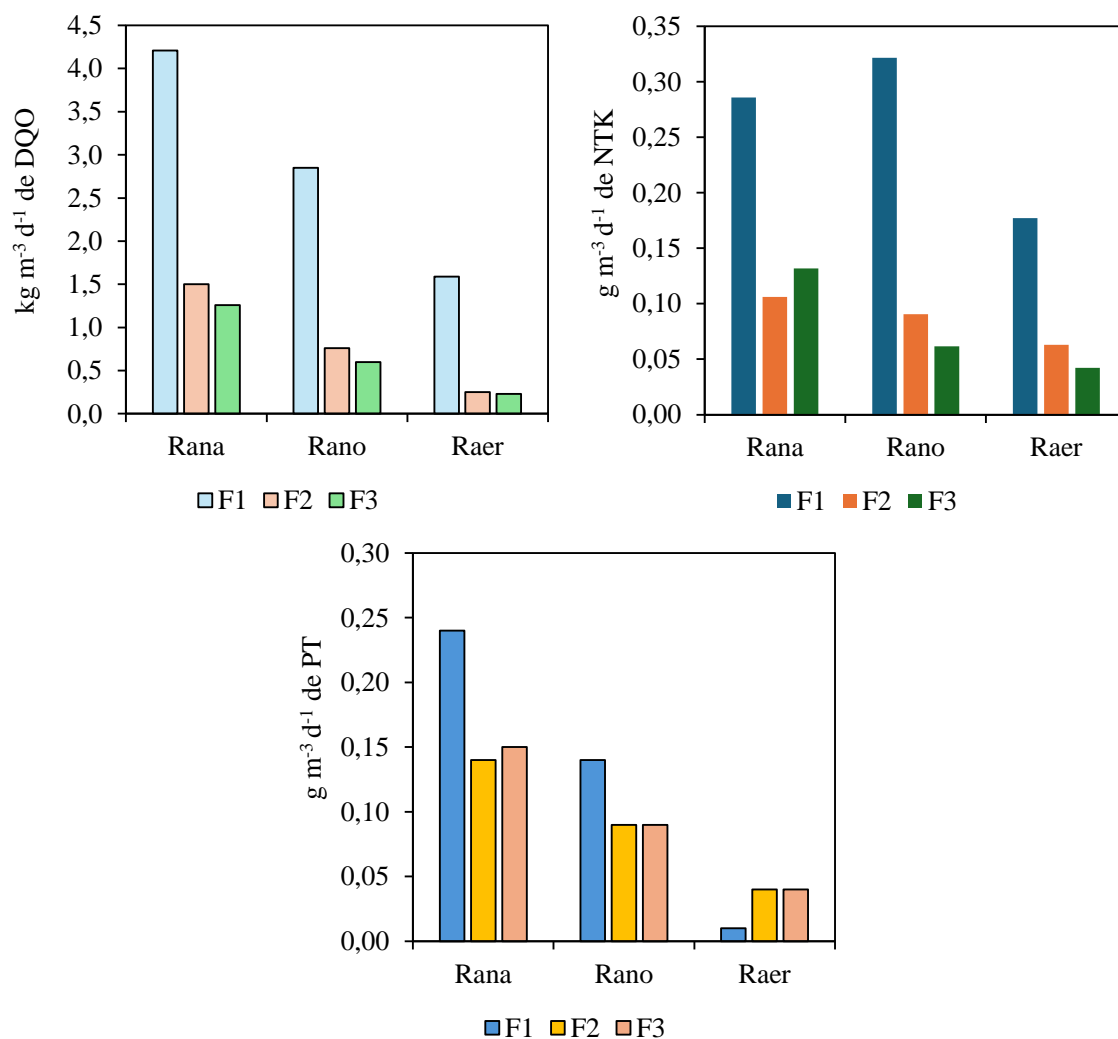 kg m-3 d-1 de DQO
4,5
4,0
3,5
3,0
2,5
2,0
1,5
1,0
0,5
0,0
Rana Rano Raer
F1 F2 F3
g m-3 d-1 de NTK
0,35
0,30
0,25
0,20
0,15
0,10
0,05
0,00
Rana Rano Raer
F1 F2 F3
g m-3 d-1 de PT
0,30
0,25
0,20
0,15
0,10
0,05
0,00
Rana Rano Raer
F1 F2 F3